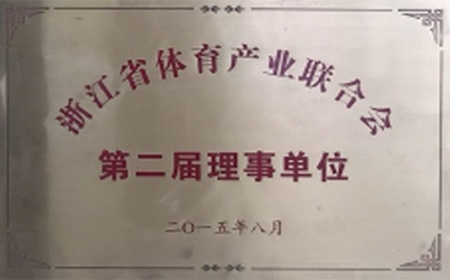 浙江省体育产业联合会
第二届理事单位
二〇一五年八月